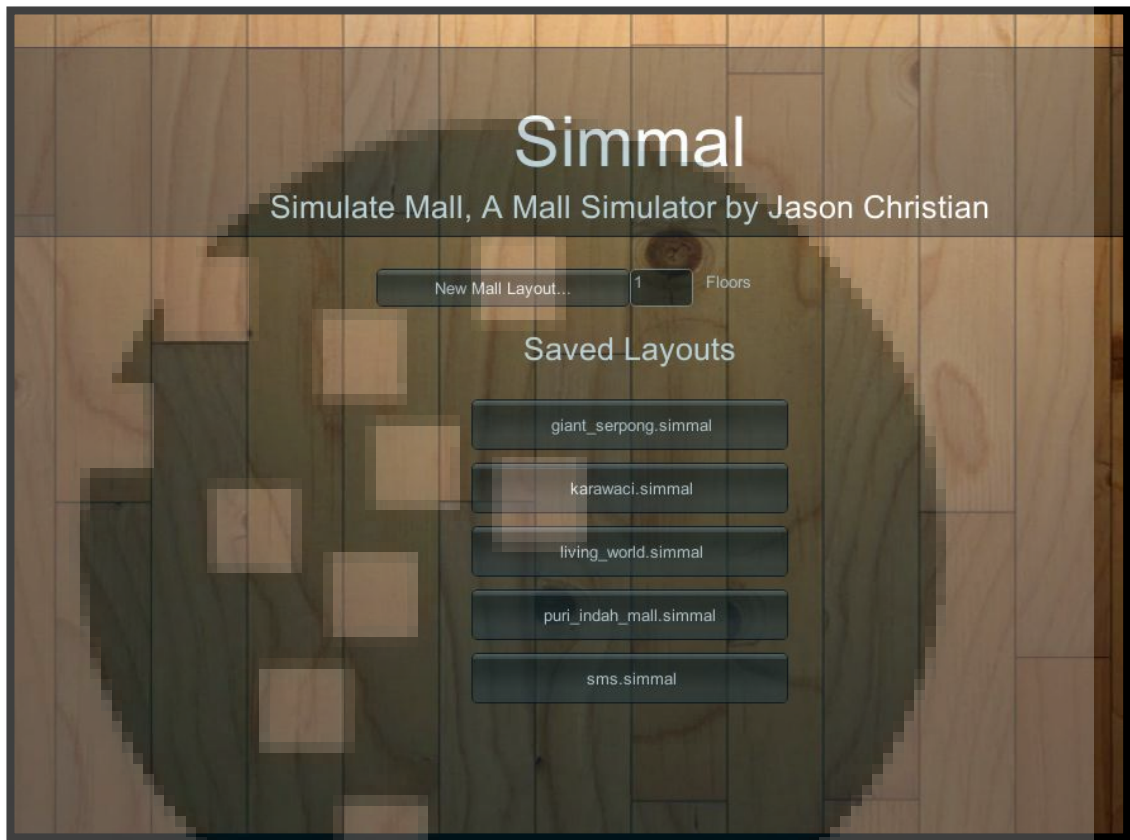 Simmal
Simulate Mall, A Mall Simulator by Jason Christian
New Mall Layout... 1 Floors
Saved Layouts
giant_serpong.simmal
karawaci.simmal
living_world.simmal
puri_indah_mall.simmal
sms.simmal